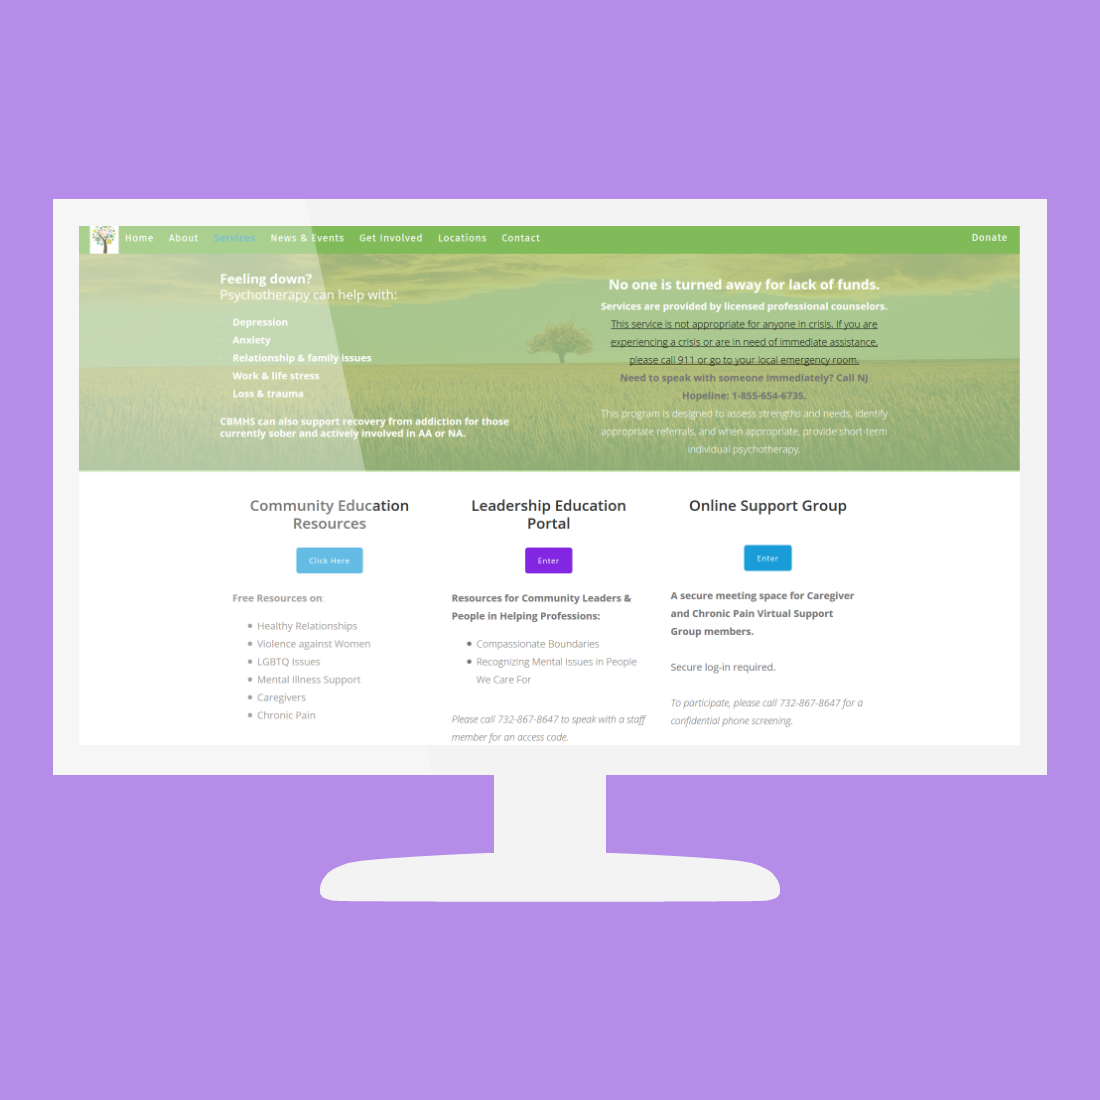 Home About Services News & Events Get Involved Locations Contact Donate
Feeling down?
Psychotherapy can help with:
Depression
Anxiety
Relationship & family issues
Work & life stress
Loss & trauma
CBMHS can also support recovery from addiction for those
currently sober and actively involved in AA or NA.
No one is turned away for lack of funds.
Services are provided by licensed professional counselors.
This service is not appropriate for anyone in crisis. If you are
experiencing a crisis or are in need of immediate assistance,
please call 911 or go to your local emergency room.
Need to speak with someone immediately? Call NJ
Hopeline: 1-855-654-6735.
This program is designed to assess strengths and needs, identify
appropriate referrals, and when appropriate, provide short-term
individual psychotherapy.
Community Education
Resources
Click Here
Free Resources on:
• Healthy Relationships
• Violence against Women
• LGBTQ Issues
• Mental Illness Support
• Caregivers
• Chronic Pain
Leadership Education
Portal
Enter
Resources for Community Leaders &
People in Helping Professions:
• Compassionate Boundaries
• Recognizing Mental Issues in People
We Care For
Please call 732-867-8647 to speak with a staff
member for an access code.
Online Support Group
Enter
A secure meeting space for Caregiver
and Chronic Pain Virtual Support
Group members.
Secure log-in required.
To participate, please call 732-867-8647 for a
confidential phone screening.